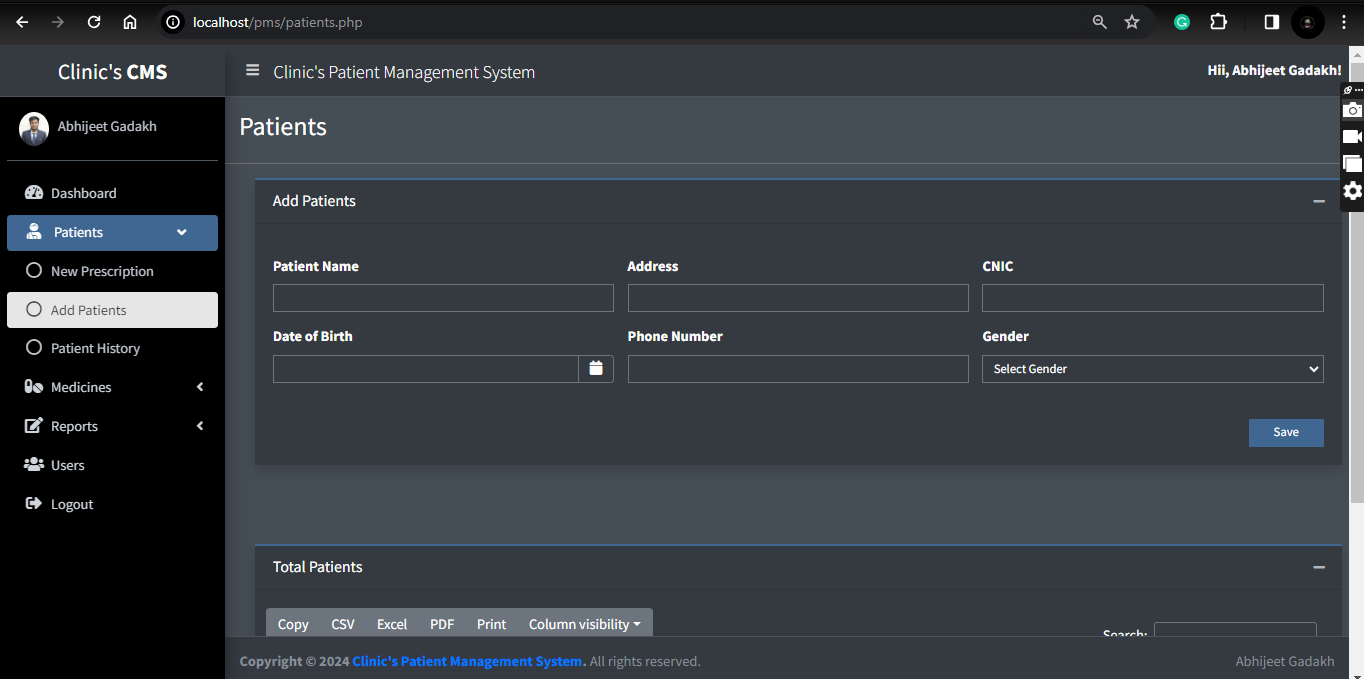 localhost/pms/patients.php
Clinic's CMS
Clinic's Patient Management System
Hii, Abhijeet Gadakh!
Abhijeet Gadakh
Patients
Dashboard
Patients
New Prescription
Add Patients
Patient History
Medicines
Reports
Users
Logout
Add Patients
Patient Name Address CNIC
Date of Birth Phone Number Gender
Select Gender
Save
Total Patients
Copy CSV Excel PDF Print Column visibility
Search:
Copyright © 2024 Clinic's Patient Management System. All rights reserved.
Abhijeet Gadakh